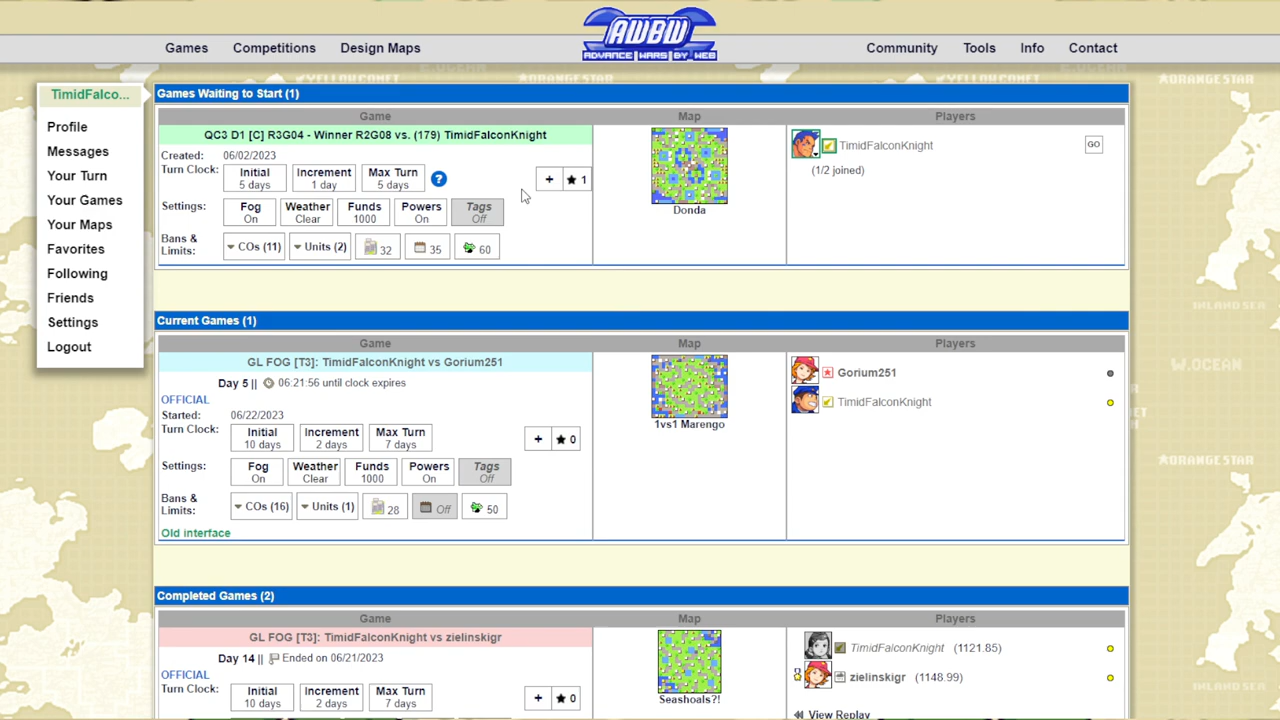 AWBW
ADVANCE WARS BY WEB
Games
Competitions
Design Maps
Community
Tools
Info
Contact
TimidFalco...
Profile
Messages
Your Turn
Your Games
Your Maps
Favorites
Following
Friends
Settings
Logout
Games Waiting to Start (1)
Game
Map
Players
QC3 D1 [C] R3G04 - Winner R2G08 vs. (179) TimidFalconKnight
Created: 06/02/2023
Turn Clock: Initial 5 days Increment 1 day Max Turn 5 days ?
+ ★ 1
Settings: Fog On Weather Clear Funds 1000 Powers On Tags Off
Bans & Limits: COs (11) Units (2) 32 35 60
Donda
TimidFalconKnight
GO
(1/2 joined)
Current Games (1)
Game
Map
Players
GL FOG [T3]: TimidFalconKnight vs Gorium251
Day 5 || 06:21:56 until clock expires
OFFICIAL
Started: 06/22/2023
Turn Clock: Initial 10 days Increment 2 days Max Turn 7 days
+ ★ 0
Settings: Fog On Weather Clear Funds 1000 Powers On Tags Off
Bans & Limits: COs (16) Units (1) 28 Off 50
Old interface
1vs1 Marengo
Gorium251
TimidFalconKnight
Completed Games (2)
Game
Map
Players
GL FOG [T3]: TimidFalconKnight vs zielinskigr
Day 14 || Ended on 06/21/2023
OFFICIAL
Turn Clock: Initial 10 days Increment 2 days Max Turn 7 days
+ ★ 0
Seashoals?!
TimidFalconKnight (1121.85)
zielinskigr (1148.99)
View Replay
YELLOW COMET
★ORANGE STAR
INLAND SEA
W.OCEAN
★ORANGE STAR